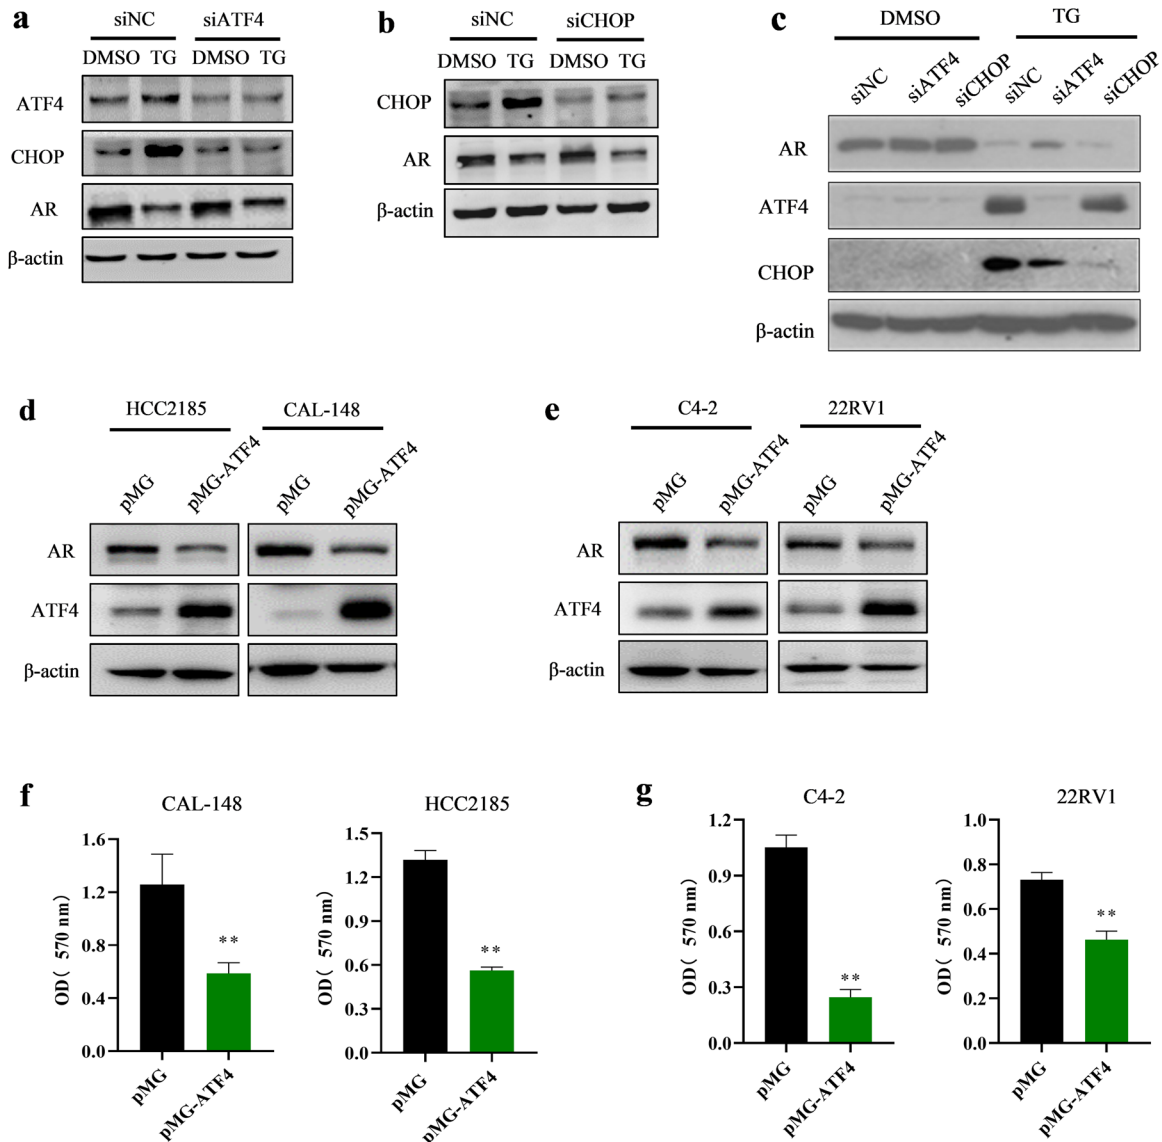 a
siNC siATF4
DMSO TG DMSO TG
ATF4
CHOP
AR
β-actin
b
siNC siCHOP
DMSO TG DMSO TG
CHOP
AR
β-actin
c
DMSO TG
siNC siATF4 siCHOP siNC siATF4 siCHOP
AR
ATF4
CHOP
β-actin
d
HCC2185 CAL-148
pMG pMG-ATF4 pMG pMG-ATF4
AR
ATF4
β-actin
e
C4-2 22RV1
pMG pMG-ATF4 pMG pMG-ATF4
AR
ATF4
β-actin
f
CAL-148
OD( 570 nm)
1.6
1.2
0.8
0.4
0.0
**
pMG pMG-ATF4
HCC2185
OD( 570 nm)
1.5
1.2
0.9
0.6
0.3
0.0
**
pMG pMG-ATF4
g
C4-2
OD( 570 nm)
1.2
0.9
0.6
0.3
0.0
**
pMG pMG-ATF4
22RV1
OD( 570 nm)
1.0
0.8
0.6
0.4
0.2
0.0
**
pMG pMG-ATF4